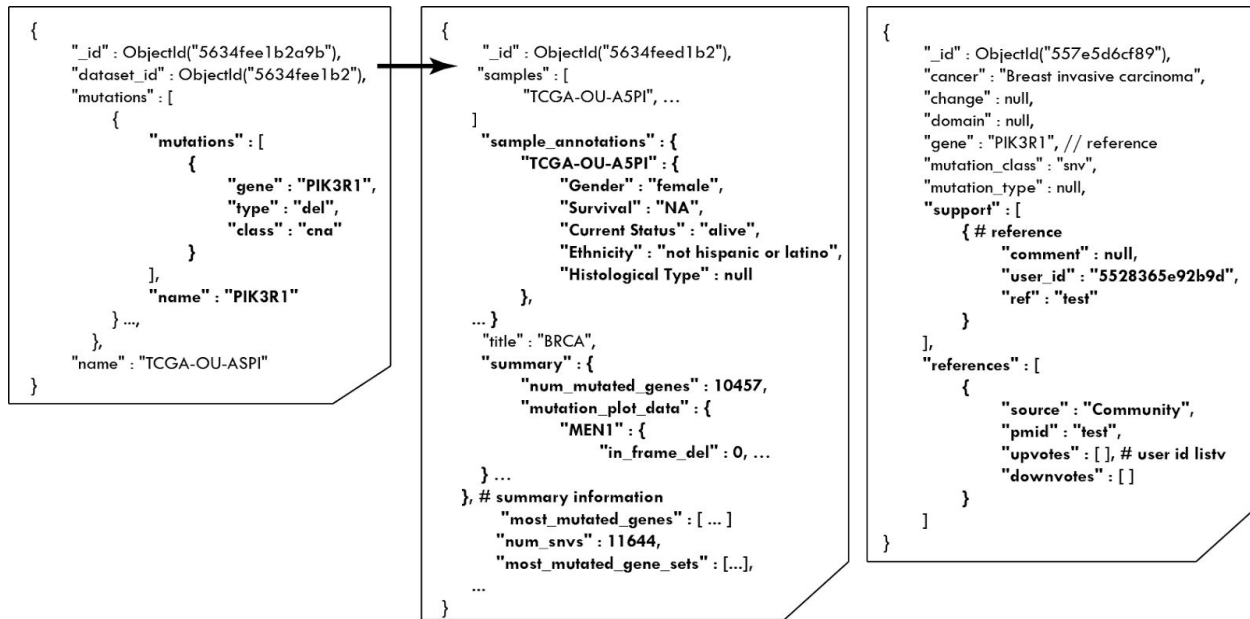 {
"_id" : ObjectId("5634fee1b2a9b"),
"dataset_id" : ObjectId("5634fee1b2"),
"mutations" : [
{
"mutations" : [
{
"gene" : "PIK3R1",
"type" : "del",
"class" : "cna"
}
],
"name" : "PIK3R1"
} ...,
},
"name" : "TCGA-OU-ASPI"
}
{
"_id" : ObjectId("5634feed1b2"),
"samples" : [
"TCGA-OU-A5PI", ...
]
"sample_annotations" : {
"TCGA-OU-A5PI" : {
"Gender" : "female",
"Survival" : "NA",
"Current Status" : "alive",
"Ethnicity" : "not hispanic or latino",
"Histological Type" : null
},
... }
"title" : "BRCA",
"summary" : {
"num_mutated_genes" : 10457,
"mutation_plot_data" : {
"MEN1" : {
"in_frame_del" : 0, ...
} ...
}, # summary information
"most_mutated_genes" : [ ... ]
"num_snvs" : 11644,
"most_mutated_gene_sets" : [...],
...
}
{
"_id" : ObjectId("557e5d6cf89"),
"cancer" : "Breast invasive carcinoma",
"change" : null,
"domain" : null,
"gene" : "PIK3R1", // reference
"mutation_class" : "snv",
"mutation_type" : null,
"support" : [
{ # reference
"comment" : null,
"user_id" : "5528365e92b9d",
"ref" : "test"
}
],
"references" : [
{
"source" : "Community",
"pmid" : "test",
"upvotes" : [ ], # user id listv
"downvotes" : [ ]
}
]
}